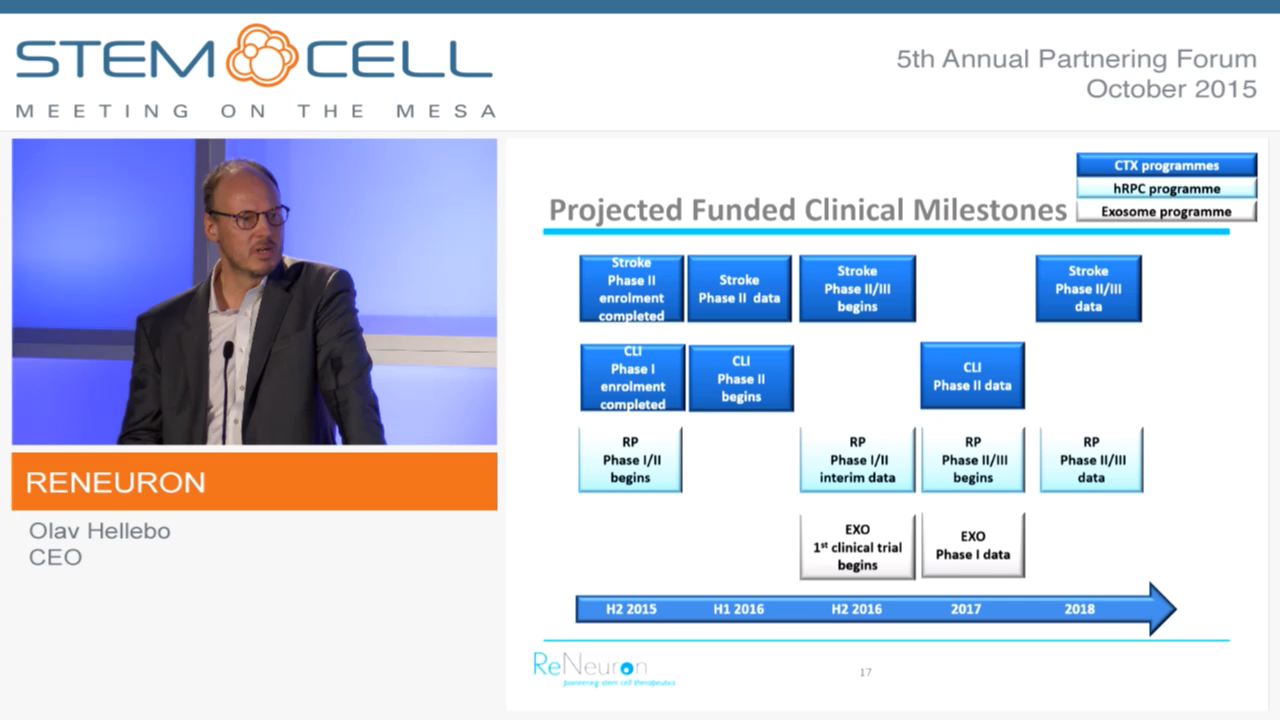 STEM CELL
MEETING ON THE MESA
5th Annual Partnering Forum
October 2015
RENEURON
Olav Hellebo
CEO
CTX programmes
hRPC programme
Exosome programme
Projected Funded Clinical Milestones
Stroke
Phase II
enrolment
completed
Stroke
Phase II data
Stroke
Phase II/III
begins
Stroke
Phase II/III
data
CLI
Phase I
enrolment
completed
CLI
Phase II
begins
CLI
Phase II data
RP
Phase I/II
begins
RP
Phase I/II
interim data
RP
Phase II/III
begins
RP
Phase II/III
data
EXO
1st clinical trial
begins
EXO
Phase I data
H2 2015
H1 2016
H2 2016
2017
2018
ReNeuron
pioneering stem cell therapeutics
17